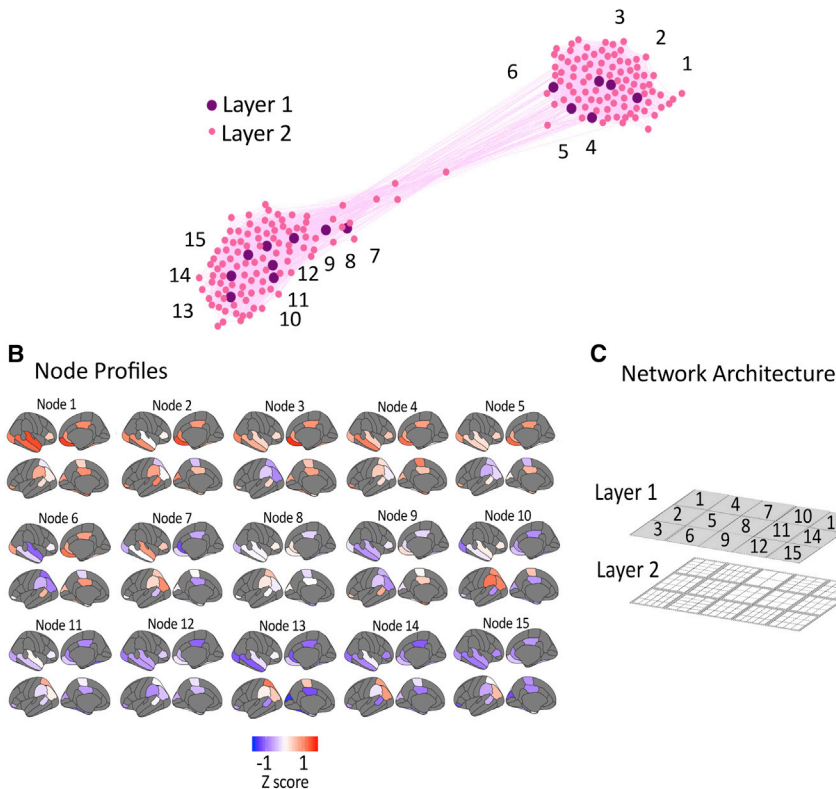 3
2
1
6
Layer 1
Layer 2
5 4
15
9 8 7
14
12
13
11
10
B Node Profiles
C Network Architecture
Node 1 Node 2 Node 3 Node 4 Node 5
Node 6 Node 7 Node 8 Node 9 Node 10
Node 11 Node 12 Node 13 Node 14 Node 15
Layer 1
1 4 7 10 1
2 5 8 11 14
3 6 9 12 15
Layer 2
-1 1
Z score